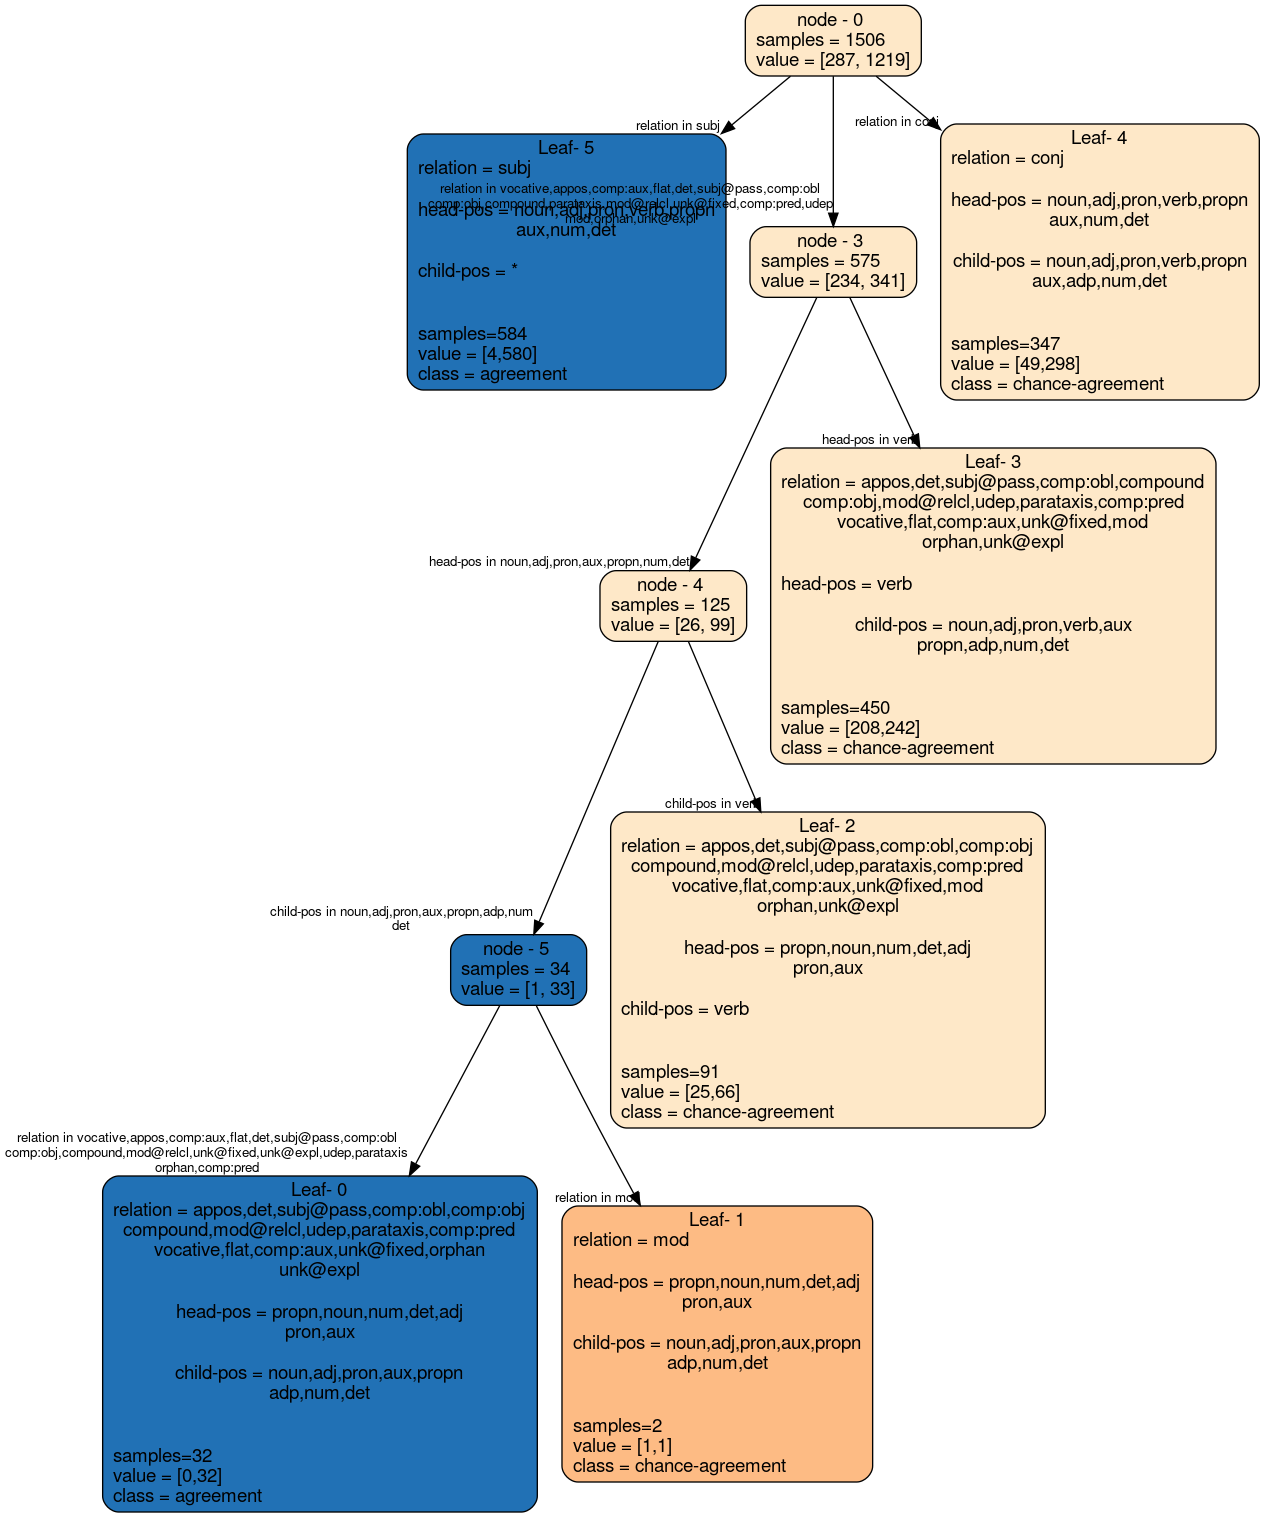 node - 0
samples = 1506
value = [287, 1219]
relation in subj
relation in conj
Leaf- 5
relation = subj
head-pos = noun,adj,pron,verb,propn
aux,num,det
child-pos = *
samples=584
value = [4,580]
class = agreement
relation in vocative,appos,comp:aux,flat,det,subj@pass,comp:obl
comp:obj,compound,parataxis,mod@relcl,unk@fixed,comp:pred,udep
mod,orphan,unk@expl
Leaf- 4
relation = conj
head-pos = noun,adj,pron,verb,propn
aux,num,det
child-pos = noun,adj,pron,verb,propn
aux,adp,num,det
samples=347
value = [49,298]
class = chance-agreement
node - 3
samples = 575
value = [234, 341]
head-pos in verb
Leaf- 3
relation = appos,det,subj@pass,comp:obl,compound
comp:obj,mod@relcl,udep,parataxis,comp:pred
vocative,flat,comp:aux,unk@fixed,mod
orphan,unk@expl
head-pos = verb
child-pos = noun,adj,pron,verb,aux
propn,adp,num,det
samples=450
value = [208,242]
class = chance-agreement
head-pos in noun,adj,pron,aux,propn,num,det
node - 4
samples = 125
value = [26, 99]
child-pos in verb
Leaf- 2
relation = appos,det,subj@pass,comp:obl,comp:obj
compound,mod@relcl,udep,parataxis,comp:pred
vocative,flat,comp:aux,unk@fixed,mod
orphan,unk@expl
head-pos = propn,noun,num,det,adj
pron,aux
child-pos = verb
samples=91
value = [25,66]
class = chance-agreement
child-pos in noun,adj,pron,aux,propn,adp,num
det
node - 5
samples = 34
value = [1, 33]
relation in vocative,appos,comp:aux,flat,det,subj@pass,comp:obl
comp:obj,compound,mod@relcl,unk@fixed,unk@expl,udep,parataxis
orphan,comp:pred
Leaf- 0
relation = appos,det,subj@pass,comp:obl,comp:obj
compound,mod@relcl,udep,parataxis,comp:pred
vocative,flat,comp:aux,unk@fixed,orphan
unk@expl
head-pos = propn,noun,num,det,adj
pron,aux
child-pos = noun,adj,pron,aux,propn
adp,num,det
samples=32
value = [0,32]
class = agreement
relation in mod
Leaf- 1
relation = mod
head-pos = propn,noun,num,det,adj
pron,aux
child-pos = noun,adj,pron,aux,propn
adp,num,det
samples=2
value = [1,1]
class = chance-agreement